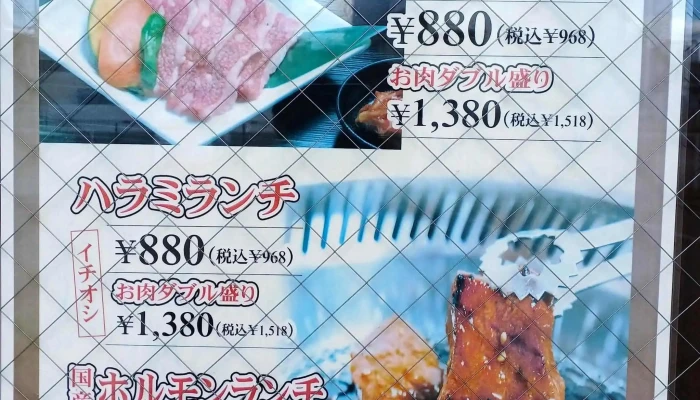 ¥880(税込¥968)
お肉ダブル盛り
¥1,380(税込¥1,518)
ハラミランチ
イチオシ
¥880(税込¥968)
お肉ダブル盛り
¥1,380(税込¥1,518)
国産ホルモンランチ